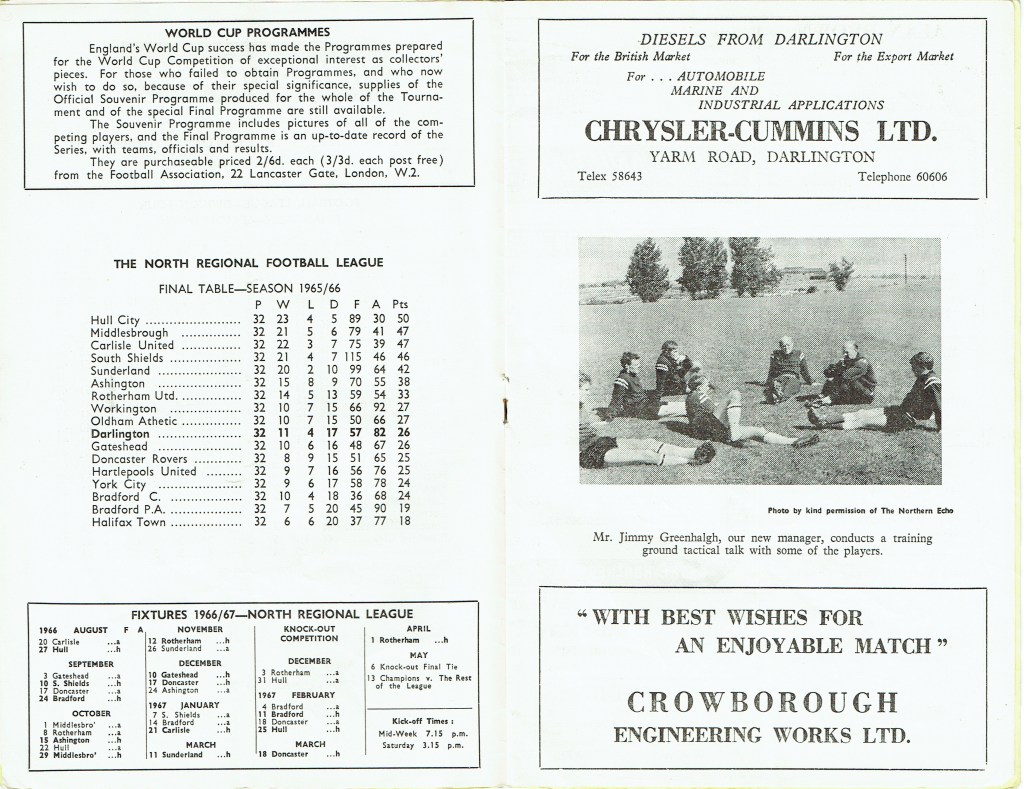 WORLD CUP PROGRAMMES
England's World Cup success has made the Programmes prepared
for the World Cup Competition of exceptional interest as collectors'
pieces. For those who failed to obtain Programmes, and who now
wish to do so, because of their special significance, supplies of the
Official Souvenir Programme produced for the whole of the Tourna-
ment and of the special Final Programme are still available.
The Souvenir Programme includes pictures of all of the com-
peting players, and the Final Programme is an up-to-date record of the
Series, with teams, officials and results.
They are purchaseable priced 2/6d. each (3/3d. each post free)
from the Football Association, 22 Lancaster Gate, London, W.2.
THE NORTH REGIONAL FOOTBALL LEAGUE
FINAL TABLE—SEASON 1965/66
P W L D F A Pts
Hull City ........................ 32 23 4 5 89 30 50
Middlesbrough ............... 32 21 5 6 79 41 47
Carlisle United ............... 32 22 3 7 75 39 47
South Shields .................. 32 21 4 7 115 46 46
Sunderland ..................... 32 20 2 10 99 64 42
Ashington ..................... 32 15 8 9 70 55 38
Rotherham Utd. ............... 32 14 5 13 59 54 33
Workington .................. 32 10 7 15 66 92 27
Oldham Athetic ............... 32 10 7 15 50 66 27
Darlington ..................... 32 11 4 17 57 82 26
Gateshead ..................... 32 10 6 16 48 67 26
Doncaster Rovers ............ 32 8 9 15 51 65 25
Hartlepools United ......... 32 9 7 16 56 76 25
York City ..................... 32 9 6 17 58 78 24
Bradford C. .................. 32 10 4 18 36 68 24
Bradford P.A. .................. 32 7 5 20 45 90 19
Halifax Town .................. 32 6 6 20 37 77 18
FIXTURES 1966/67—NORTH REGIONAL LEAGUE
1966 AUGUST F A
20 Carlisle ...a
27 Hull ...h
SEPTEMBER
3 Gateshead ...a
10 S. Shields ...h
17 Doncaster ...a
24 Bradford ...h
OCTOBER
1 Middlesbro' ...a
8 Rotherham ...a
15 Ashington ...h
22 Hull ...a
29 Middlesbro' ...h
NOVEMBER
12 Rotherham ...h
26 Sunderland ...a
DECEMBER
10 Gateshead ...h
17 Doncaster ...h
24 Ashington ...a
1967 JANUARY
7 S. Shields ...a
14 Bradford ...a
21 Carlisle ...h
MARCH
11 Sunderland ...h
KNOCK-OUT
COMPETITION
DECEMBER
3 Rotherham ...a
31 Hull ...a
1967 FEBRUARY
4 Bradford ...a
11 Bradford ...h
18 Doncaster ...a
25 Hull ...h
MARCH
18 Doncaster ...h
APRIL
1 Rotherham ...h
MAY
6 Knock-out Final Tie
13 Champions v. The Rest
of the League
Kick-off Times :
Mid-Week 7.15 p.m.
Saturday 3.15 p.m.
DIESELS FROM DARLINGTON
For the British Market For the Export Market
For . . . AUTOMOBILE
MARINE AND
INDUSTRIAL APPLICATIONS
CHRYSLER-CUMMINS LTD.
YARM ROAD, DARLINGTON
Telex 58643 Telephone 60606
Photo by kind permission of The Northern Echo
Mr. Jimmy Greenhalgh, our new manager, conducts a training
ground tactical talk with some of the players.
“WITH BEST WISHES FOR
AN ENJOYABLE MATCH”
CROWBOROUGH
ENGINEERING WORKS LTD.